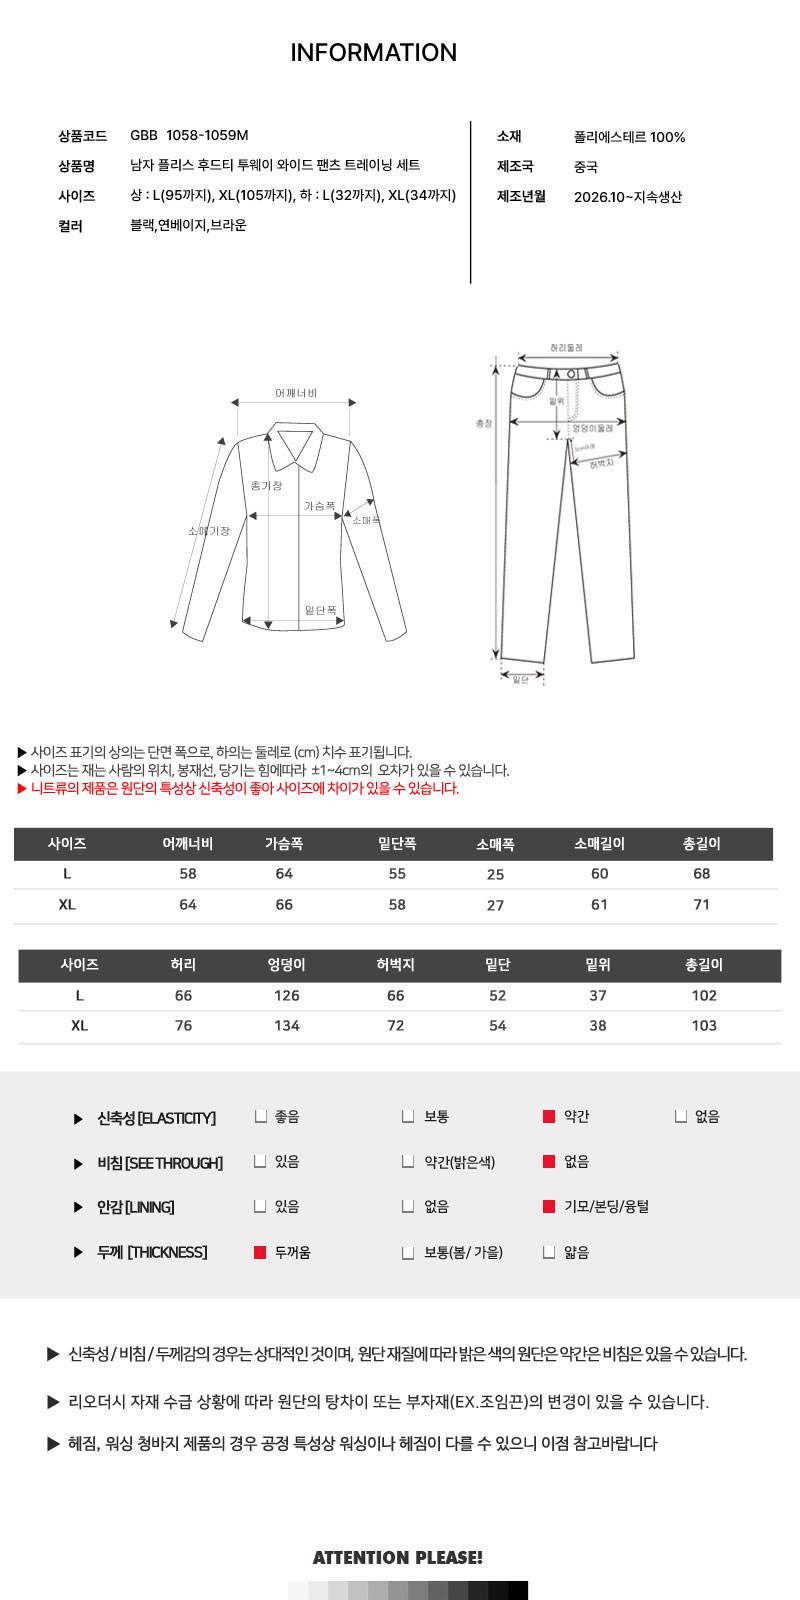 INFORMATION
상품코드 GBB 1058-1059M
상품명 남자 플리스 후드티 투웨이 와이드 팬츠 트레이닝 세트
사이즈 상 : L(95까지), XL(105까지), 하 : L(32까지), XL(34까지)
컬러 블랙,연베이지,브라운
소재 폴리에스테르 100%
제조국 중국
제조년월 2026.10~지속생산
어깨너비
총기장
가슴폭
소매폭
소매기장
밑단폭
허리둘레
밑위
총장
엉덩이둘레
허벅지
밑단
▶ 사이즈 표기의 상의는 단면 폭으로, 하의는 둘레로 (cm) 치수 표기됩니다.
▶ 사이즈는 재는 사람의 위치, 봉재선, 당기는 힘에따라 ±1~4cm의 오차가 있을 수 있습니다.
▶ 니트류의 제품은 원단의 특성상 신축성이 좋아 사이즈에 차이가 있을 수 있습니다.
사이즈 어깨너비 가슴폭 밑단폭 소매폭 소매길이 총길이
L 58 64 55 25 60 68
XL 64 66 58 27 61 71
사이즈 허리 엉덩이 허벅지 밑단 밑위 총길이
L 66 126 66 52 37 102
XL 76 134 72 54 38 103
▶ 신축성 [ELASTICITY] 좋음 보통 약간 없음
▶ 비침 [SEE THROUGH] 있음 약간(밝은색) 없음
▶ 안감 [LINING] 있음 없음 기모/본딩/융털
▶ 두께 [THICKNESS] 두꺼움 보통(봄/ 가을) 얇음
▶ 신축성 / 비침 / 두께감의 경우는 상대적인 것이며, 원단 재질에 따라 밝은 색의 원단은 약간은 비침은 있을 수 있습니다.
▶ 리오더시 자재 수급 상황에 따라 원단의 탕차이 또는 부자재(EX.조임끈)의 변경이 있을 수 있습니다.
▶ 헤짐, 워싱 청바지 제품의 경우 공정 특성상 워싱이나 헤짐이 다를 수 있으니 이점 참고바랍니다
ATTENTION PLEASE!